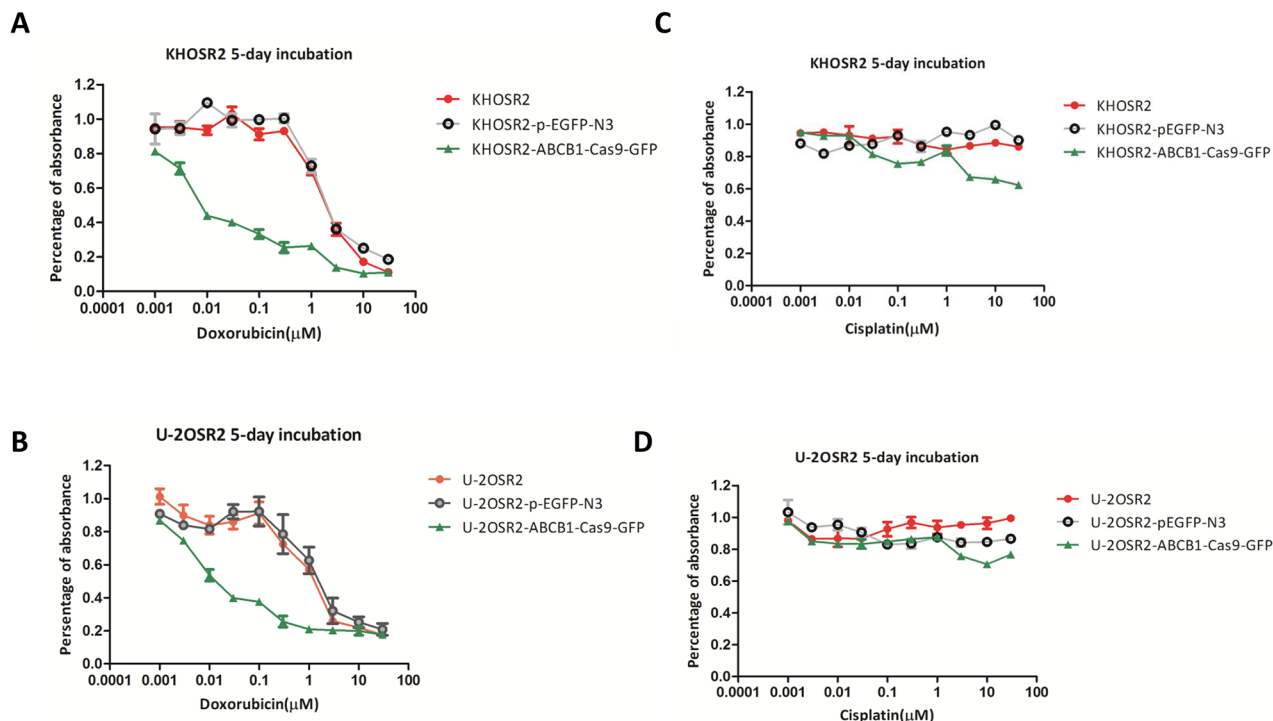 A
KHOSR2 5-day incubation
Percentage of absorbance
1.2
1.0
0.8
0.6
0.4
0.2
0.0
0.0001 0.001 0.01 0.1 1 10 100
Doxorubicin(μM)
KHOSR2
KHOSR2-p-EGFP-N3
KHOSR2-ABCB1-Cas9-GFP
C
KHOSR2 5-day incubation
Percentage of absorbance
1.2
1.0
0.8
0.6
0.4
0.2
0.0
0.0001 0.001 0.01 0.1 1 10 100
Cisplatin(μM)
KHOSR2
KHOSR2-pEGFP-N3
KHOSR2-ABCB1-Cas9-GFP
B
U-2OSR2 5-day incubation
Persentage of absorbance
1.2
1.0
0.8
0.6
0.4
0.2
0.0
0.0001 0.001 0.01 0.1 1 10 100
Doxorubicin(μM)
U-2OSR2
U-2OSR2-p-EGFP-N3
U-2OSR2-ABCB1-Cas9-GFP
D
U-2OSR2 5-day incubation
Percentage of absorbance
1.2
1.0
0.8
0.6
0.4
0.2
0.0
0.0001 0.001 0.01 0.1 1 10 100
Cisplatin(μM)
U-2OSR2
U-2OSR2-pEGFP-N3
U-2OSR2-ABCB1-Cas9-GFP